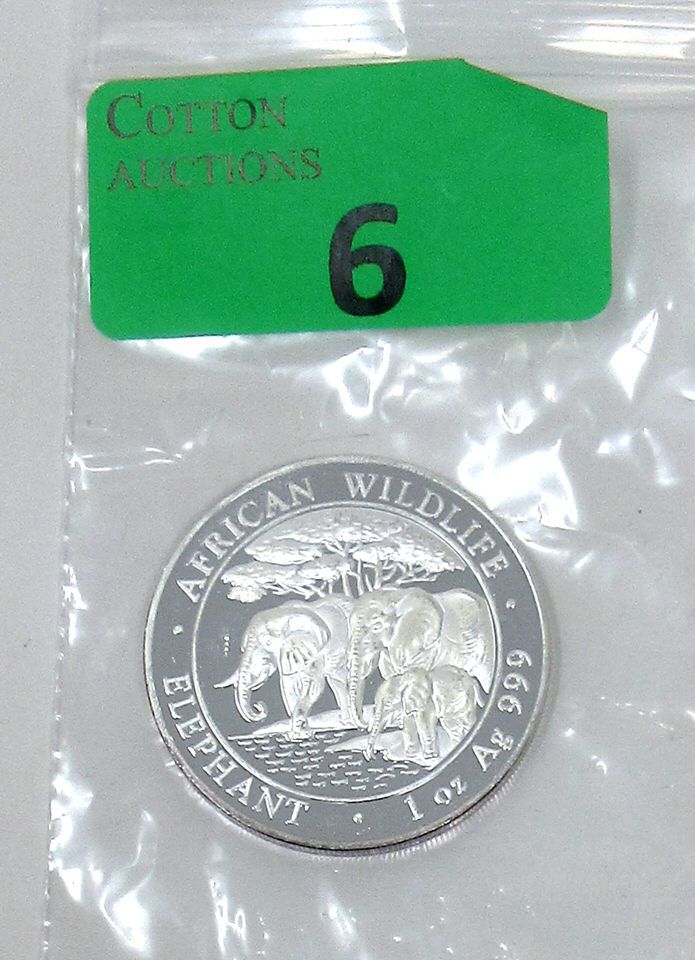 COTTON
AUCTIONS
6
AFRICAN WILDLIFE
ELEPHANT
1 oz Ag 999